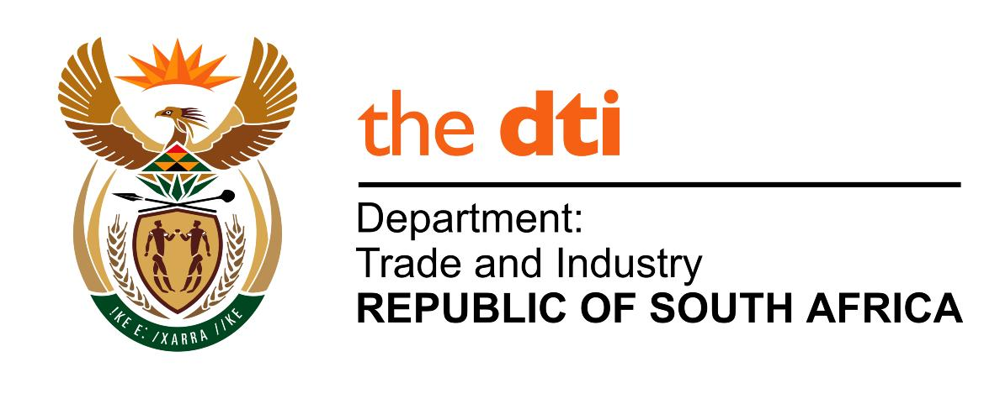 the dti
Department:
Trade and Industry
REPUBLIC OF SOUTH AFRICA
!KE E: /XARRA //KE